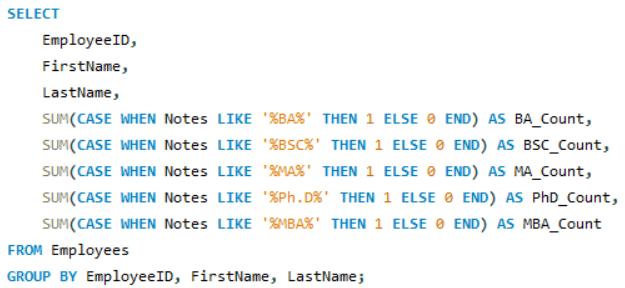 SELECT
    EmployeeID,
    FirstName,
    LastName,
    SUM(CASE WHEN Notes LIKE '%BA%' THEN 1 ELSE 0 END) AS BA_Count,
    SUM(CASE WHEN Notes LIKE '%BSC%' THEN 1 ELSE 0 END) AS BSC_Count,
    SUM(CASE WHEN Notes LIKE '%MA%' THEN 1 ELSE 0 END) AS MA_Count,
    SUM(CASE WHEN Notes LIKE '%Ph.D%' THEN 1 ELSE 0 END) AS PhD_Count,
    SUM(CASE WHEN Notes LIKE '%MBA%' THEN 1 ELSE 0 END) AS MBA_Count
FROM Employees
GROUP BY EmployeeID, FirstName, LastName;